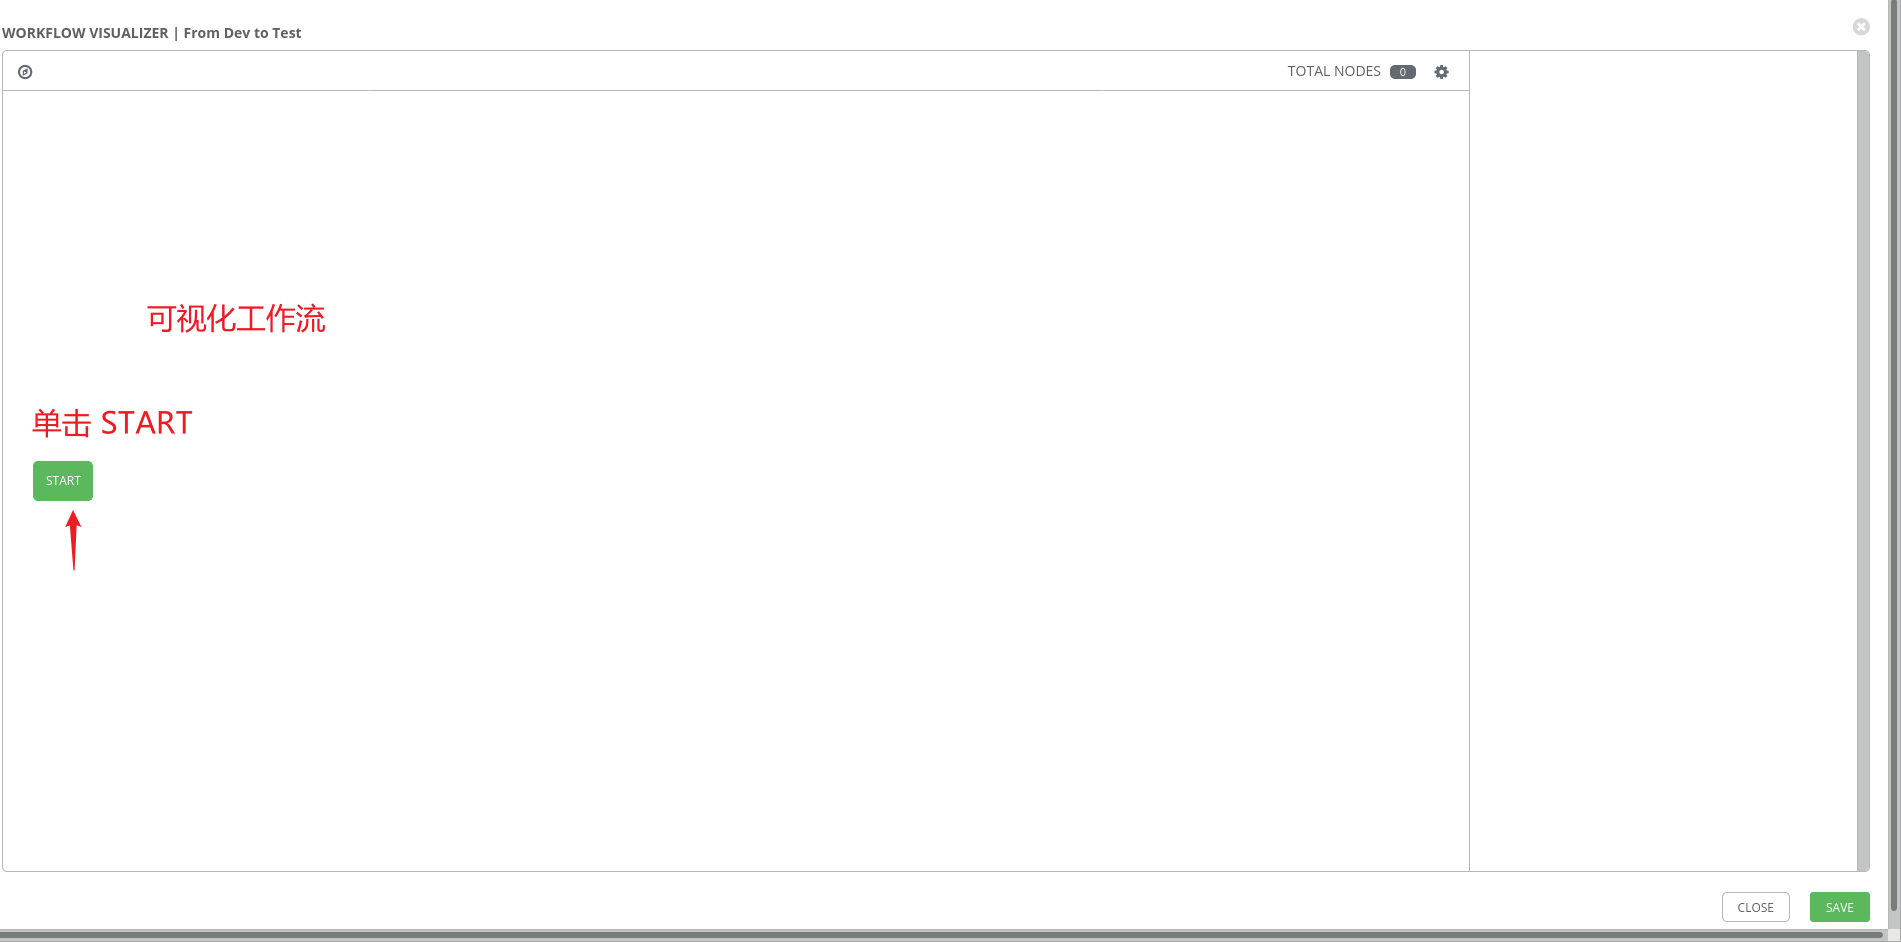 WORKFLOW VISUALIZER | From Dev to Test
TOTAL NODES 0
可视化工作流
单击 START
START
CLOSE SAVE